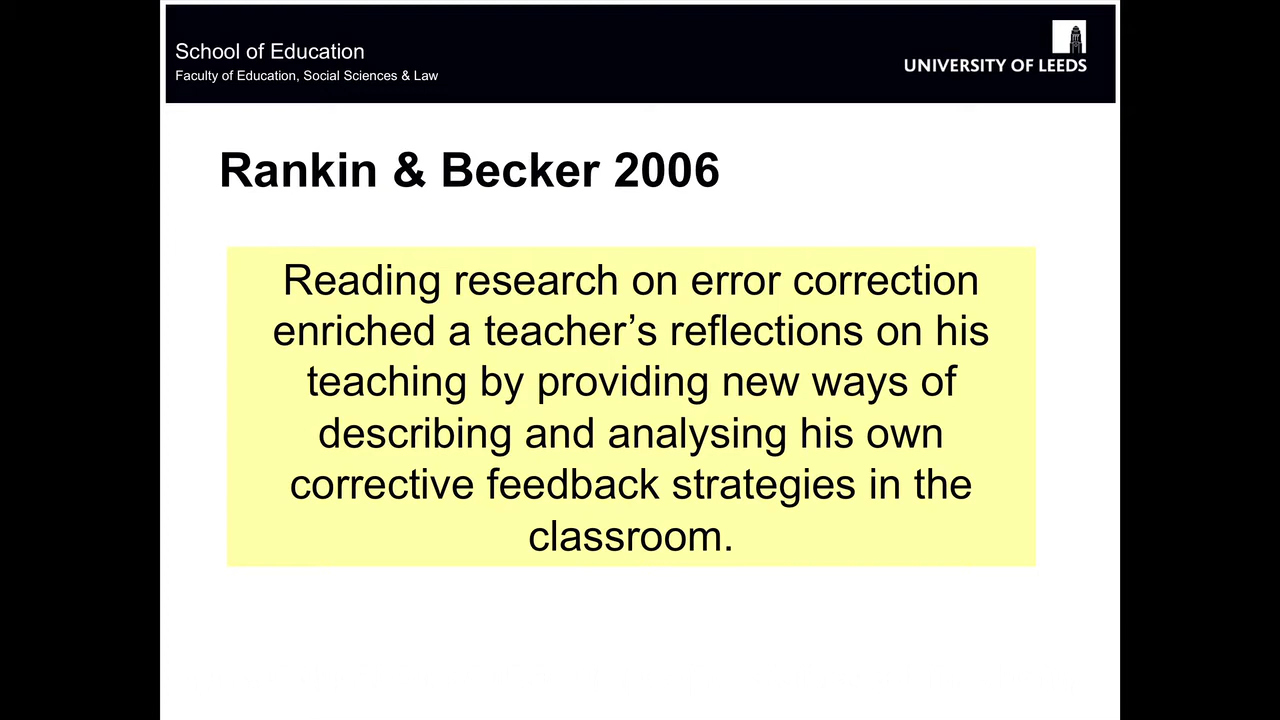 School of Education
Faculty of Education, Social Sciences & Law
UNIVERSITY OF LEEDS
Rankin & Becker 2006
Reading research on error correction
enriched a teacher’s reflections on his
teaching by providing new ways of
describing and analysing his own
corrective feedback strategies in the
classroom.